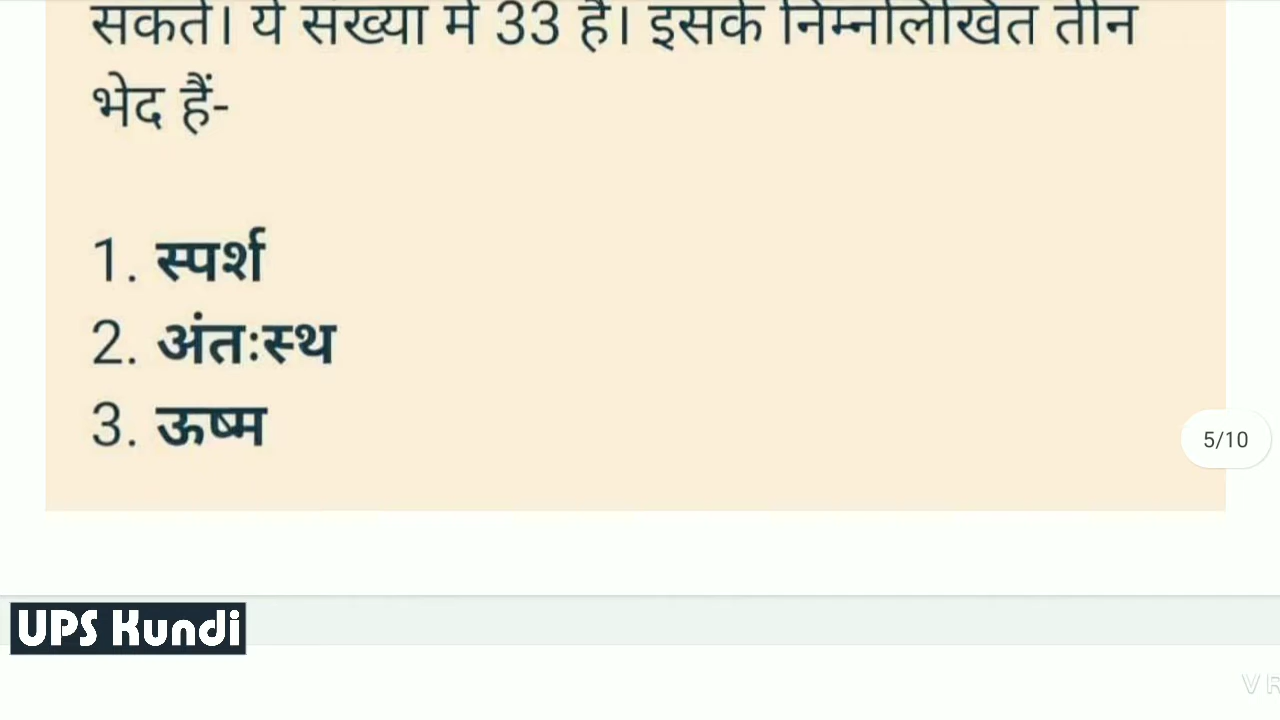 सकते। ये संख्या में 33 है। इसके निम्नलिखित तीन
भेद हैं-
1. स्पर्श
2. अंतःस्थ
3. ऊष्म
5/10
UPS Kundi